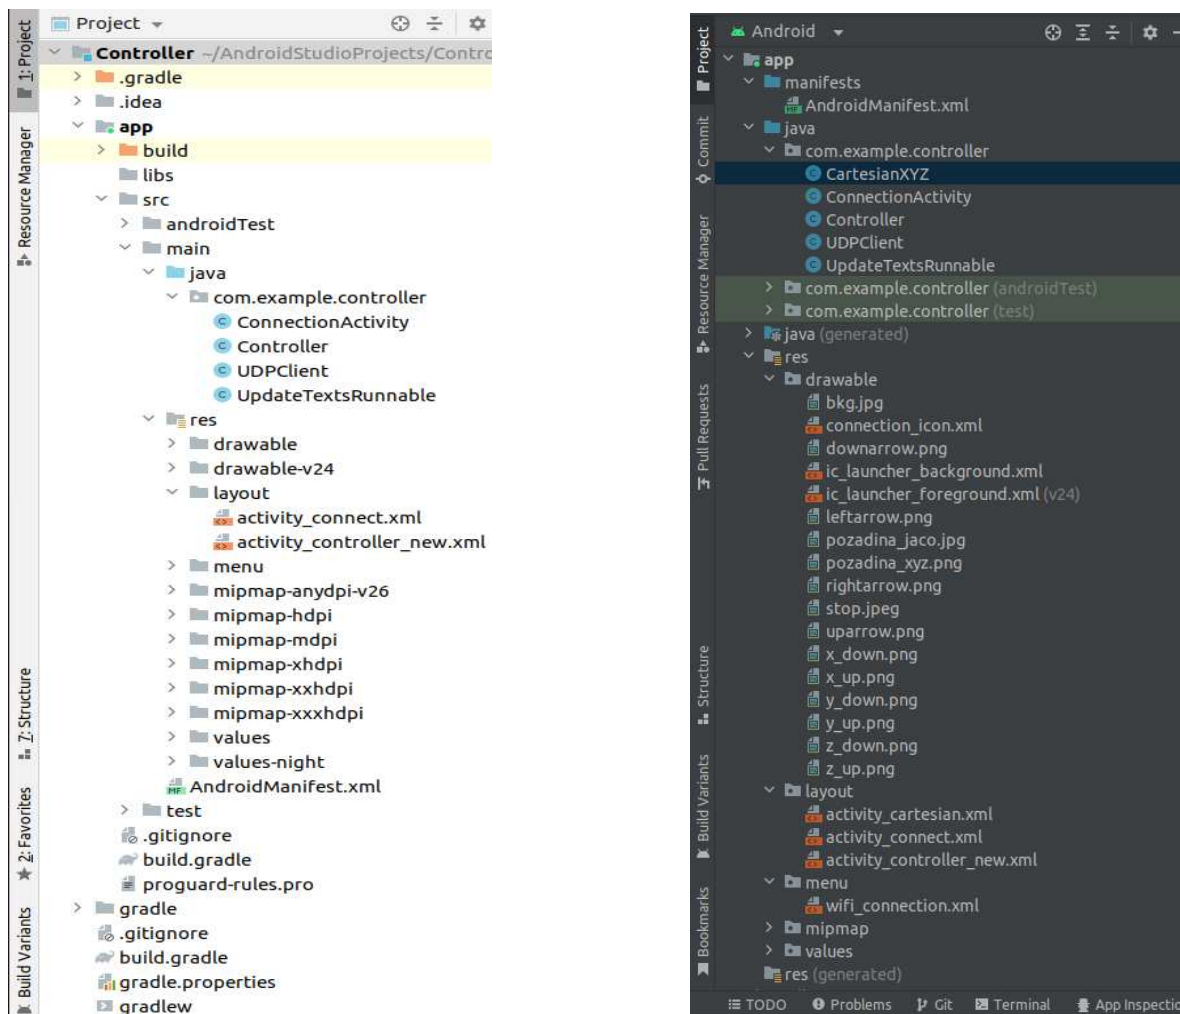 Project
Controller ~/AndroidStudioProjects/Contro
.gradle
.idea
app
build
libs
src
androidTest
main
java
com.example.controller
ConnectionActivity
Controller
UDPClient
UpdateTextsRunnable
res
drawable
drawable-v24
layout
activity_connect.xml
activity_controller_new.xml
menu
mipmap-anydpi-v26
mipmap-hdpi
mipmap-mdpi
mipmap-xhdpi
mipmap-xxhdpi
mipmap-xxxhdpi
values
values-night
AndroidManifest.xml
test
.gitignore
build.gradle
proguard-rules.pro
gradle
.gitignore
build.gradle
gradle.properties
gradlew
1: Project
Resource Manager
7: Structure
2: Favorites
Build Variants
Android
app
manifests
AndroidManifest.xml
java
com.example.controller
CartesianXYZ
ConnectionActivity
Controller
UDPClient
UpdateTextsRunnable
com.example.controller (androidTest)
com.example.controller (test)
java (generated)
res
drawable
bkg.jpg
connection_icon.xml
downarrow.png
ic_launcher_background.xml
ic_launcher_foreground.xml (v24)
leftarrow.png
pozadina_jaco.jpg
pozadina_xyz.png
rightarrow.png
stop.jpeg
uparrow.png
x_down.png
x_up.png
y_down.png
y_up.png
z_down.png
z_up.png
layout
activity_cartesian.xml
activity_connect.xml
activity_controller_new.xml
menu
wifi_connection.xml
mipmap
values
res (generated)
Project
Commit
Resource Manager
Pull Requests
Structure
Build Variants
Bookmarks
TODO Problems Git Terminal App Inspectio